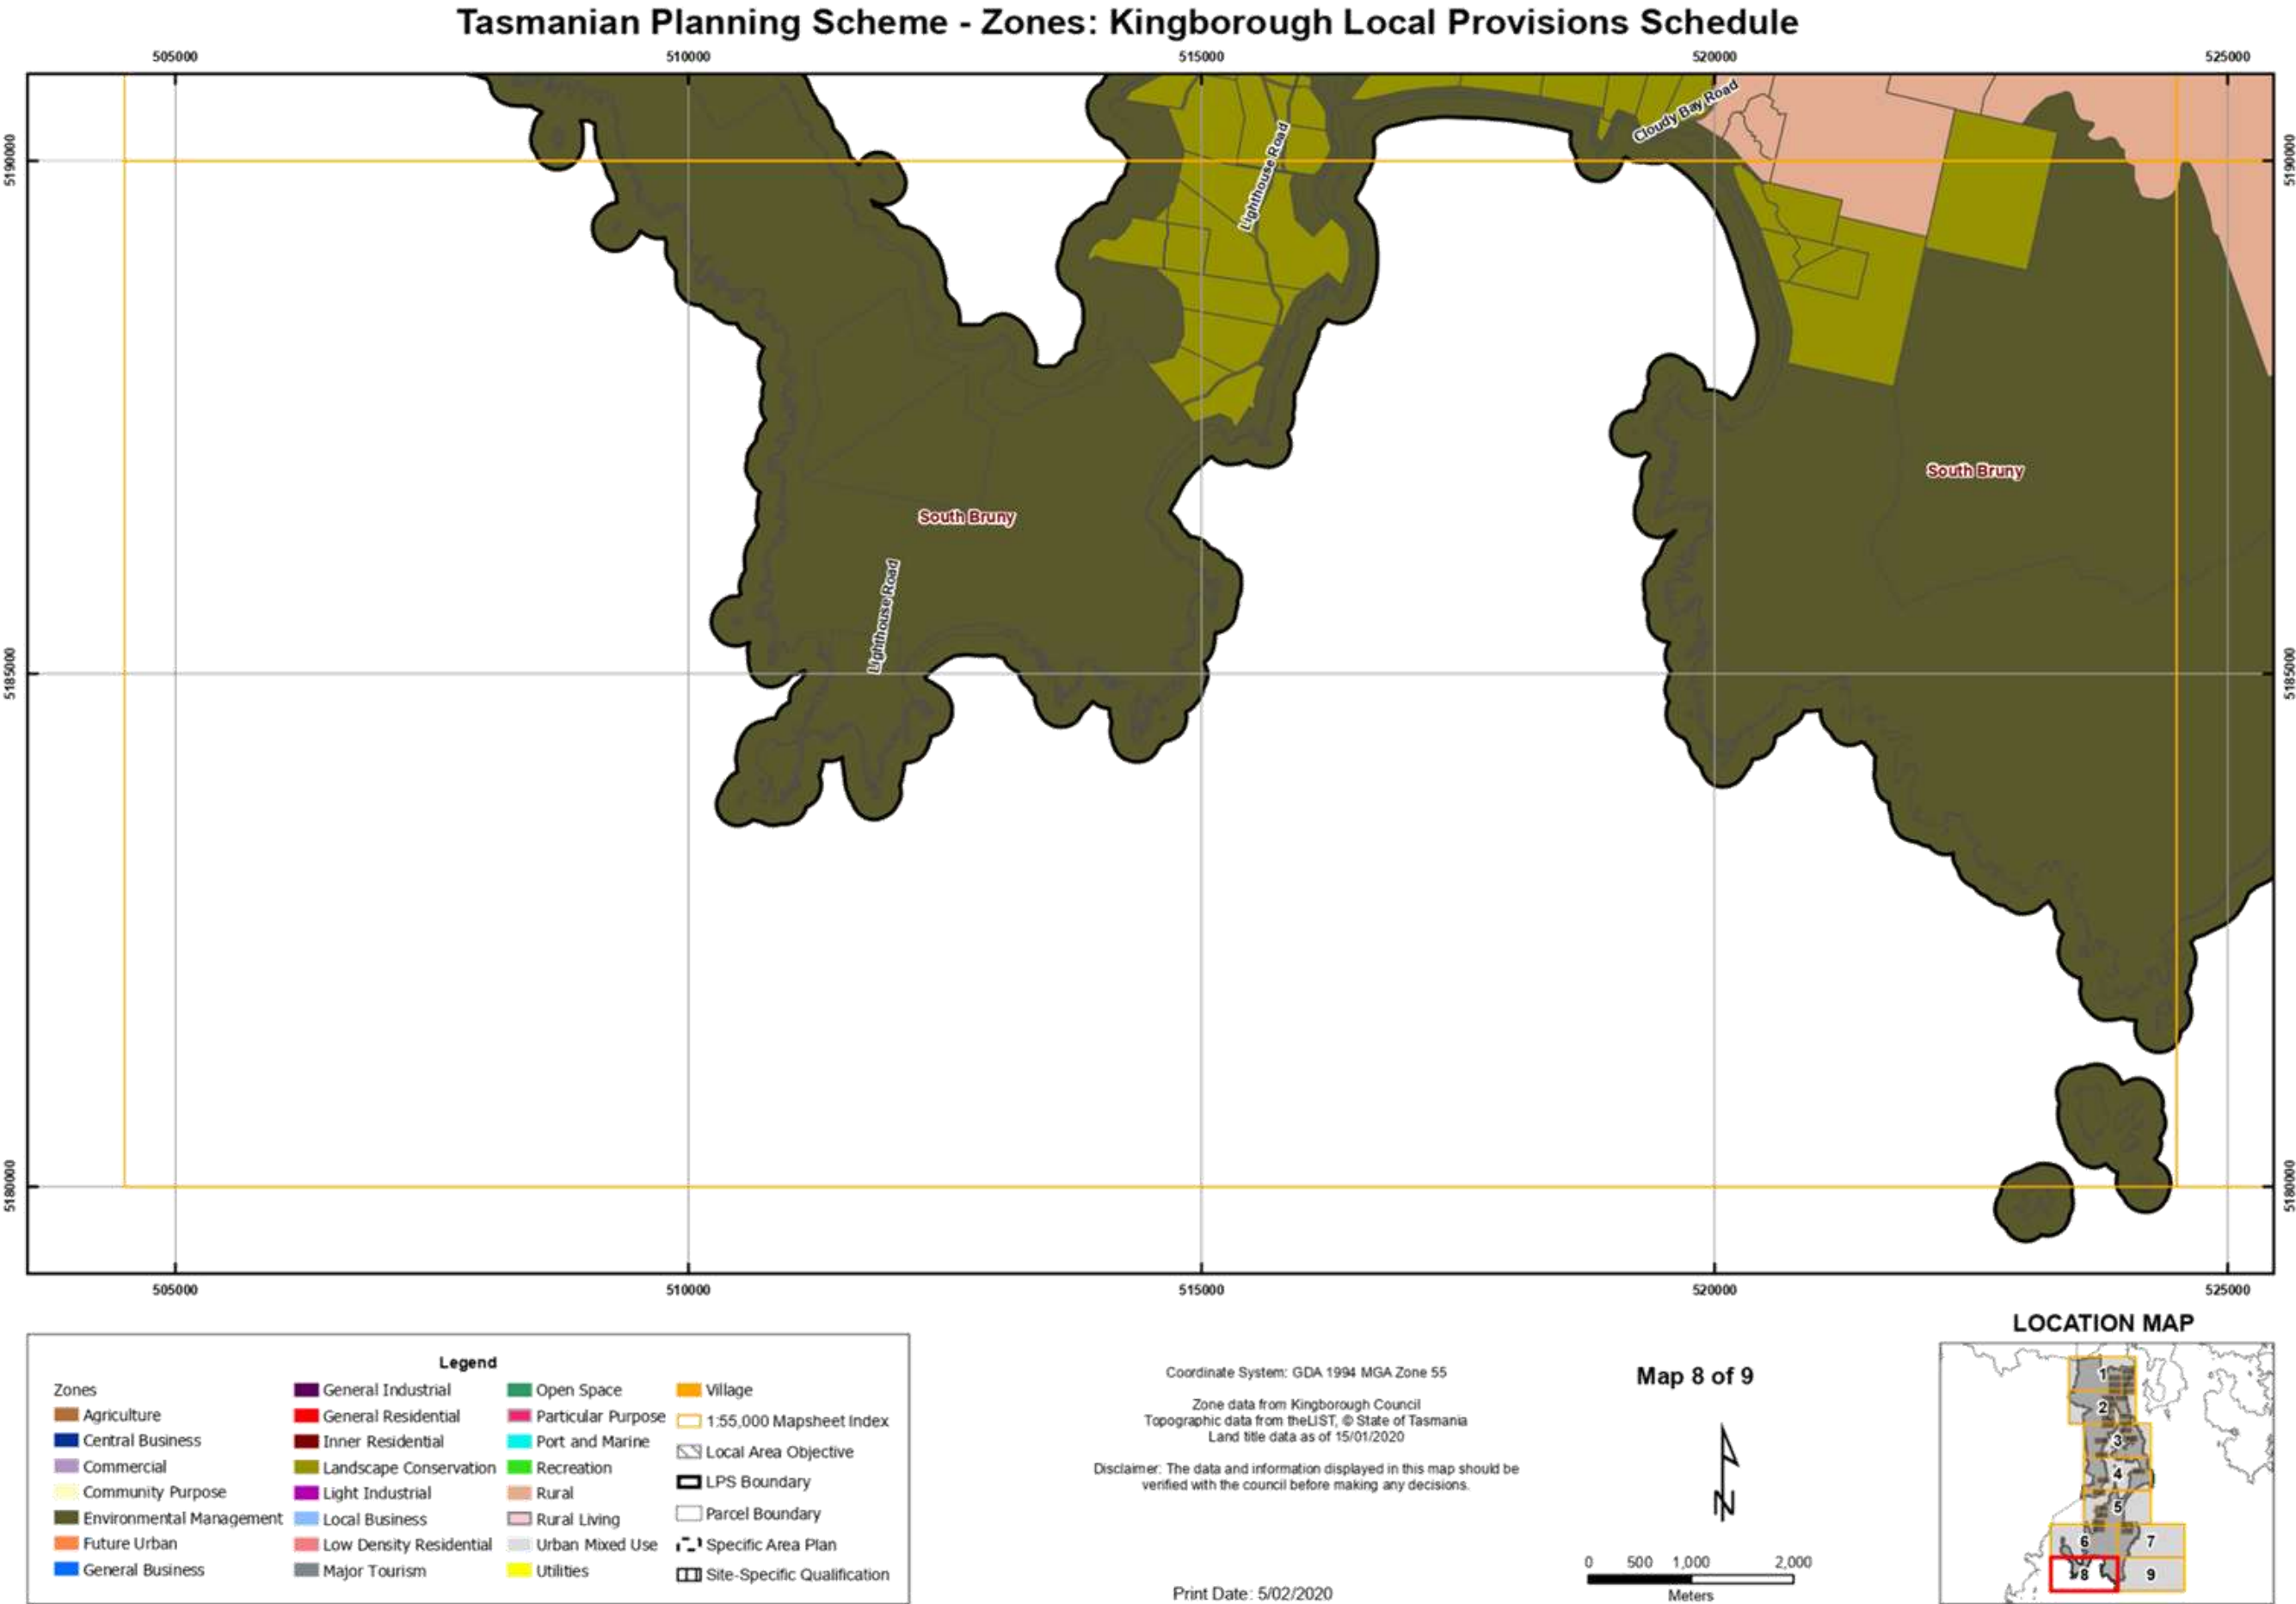 Tasmanian Planning Scheme - Zones: Kingborough Local Provisions Schedule
505000
510000
515000
520000
525000
5190000
5190000
Cloudy Bay Road
Lighthouse Road
South Bruny
South Bruny
Lighthouse Road
5185000
5185000
5180000
5180000
505000
510000
515000
520000
525000
Legend
Zones
Agriculture
Central Business
Commercial
Community Purpose
Environmental Management
Future Urban
General Business
General Industrial
General Residential
Inner Residential
Landscape Conservation
Light Industrial
Local Business
Low Density Residential
Major Tourism
Open Space
Particular Purpose
Port and Marine
Recreation
Rural
Rural Living
Urban Mixed Use
Utilities
Village
1:55,000 Mapsheet Index
Local Area Objective
LPS Boundary
Parcel Boundary
Specific Area Plan
Site-Specific Qualification
Coordinate System: GDA 1994 MGA Zone 55
Zone data from Kingborough Council
Topographic data from theLIST, © State of Tasmania
Land title data as of 15/01/2020
Disclaimer: The data and information displayed in this map should be
verified with the council before making any decisions.
Print Date: 5/02/2020
Map 8 of 9
N
0 500 1,000 2,000
Meters
LOCATION MAP
1
2
3
4
5
6
7
8
9